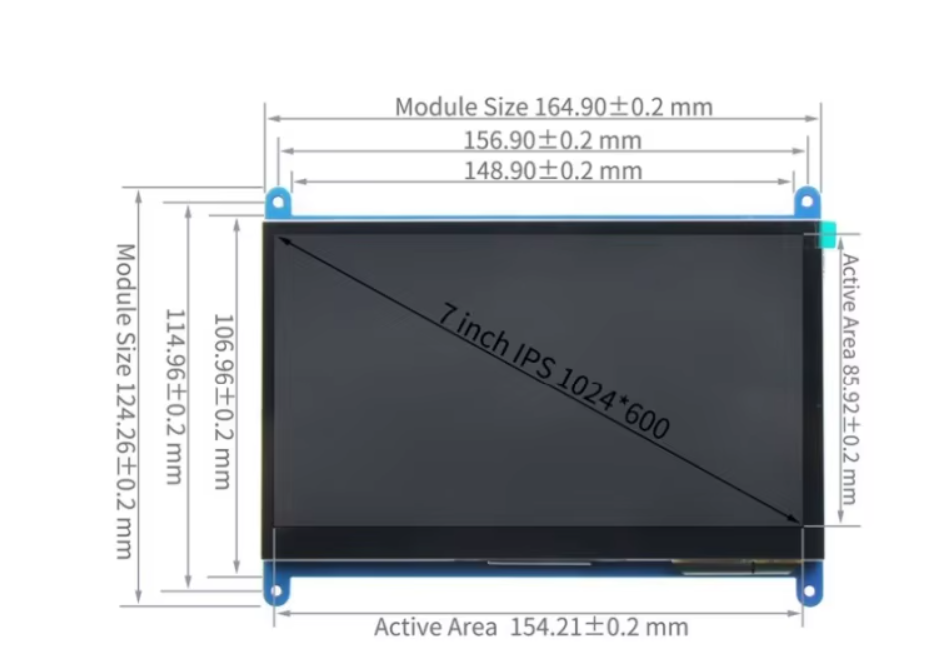 Module Size 164.90±0.2 mm
156.90±0.2 mm
148.90±0.2 mm
Module Size 124.26±0.2 mm
114.96±0.2 mm
106.96±0.2 mm
7 inch IPS 1024*600
Active Area 85.92±0.2 mm
Active Area 154.21±0.2 mm